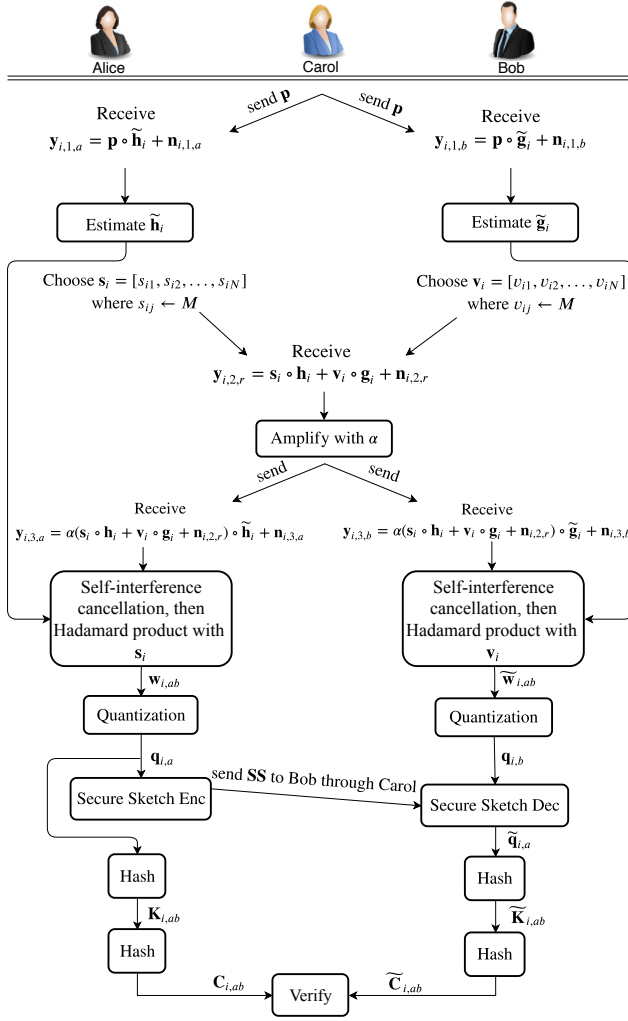 Alice
Carol
Bob
send p
send p
Receive
y_{i,1,a} = p ∘ h̃_i + n_{i,1,a}
Receive
y_{i,1,b} = p ∘ g̃_i + n_{i,1,b}
Estimate h̃_i
Estimate g̃_i
Choose s_i = [s_{i1}, s_{i2}, . . . , s_{iN}]
where s_{ij} ← M
Choose v_i = [v_{i1}, v_{i2}, . . . , v_{iN}]
where v_{ij} ← M
Receive
y_{i,2,r} = s_i ∘ h_i + v_i ∘ g_i + n_{i,2,r}
Amplify with α
send
send
Receive
y_{i,3,a} = α(s_i ∘ h_i + v_i ∘ g_i + n_{i,2,r}) ∘ h̃_i + n_{i,3,a}
Receive
y_{i,3,b} = α(s_i ∘ h_i + v_i ∘ g_i + n_{i,2,r}) ∘ g̃_i + n_{i,3,b}
Self-interference
cancellation, then
Hadamard product with
s_i
Self-interference
cancellation, then
Hadamard product with
v_i
w_{i,ab}
w̃_{i,ab}
Quantization
Quantization
q_{i,a}
q_{i,b}
send SS to Bob through Carol
Secure Sketch Enc
Secure Sketch Dec
q̃_{i,a}
Hash
Hash
K_{i,ab}
K̃_{i,ab}
Hash
Hash
C_{i,ab}
C̃_{i,ab}
Verify